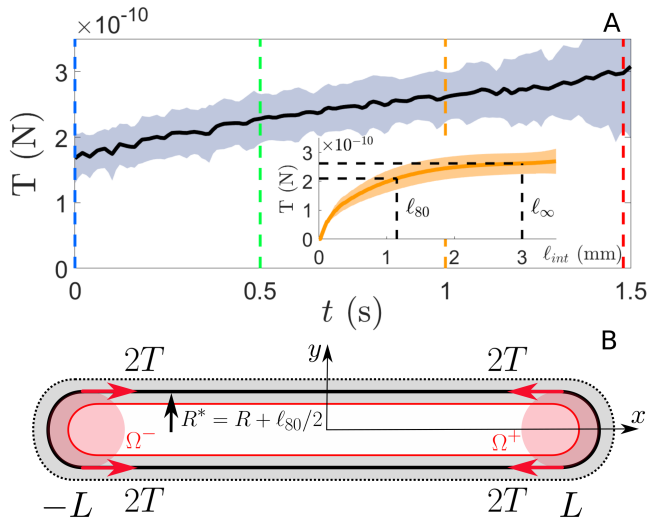 ×10⁻¹⁰
A
3
2
1
0
T (N)
×10⁻¹⁰
3
2
1
0
T (N)
ℓ₈₀
ℓ∞
0
1
2
3
ℓ_int (mm)
0
0.5
1
1.5
t (s)
B
2T
y
2T
R* = R + ℓ₈₀/2
x
Ω⁻
Ω⁺
−L
2T
2T
L